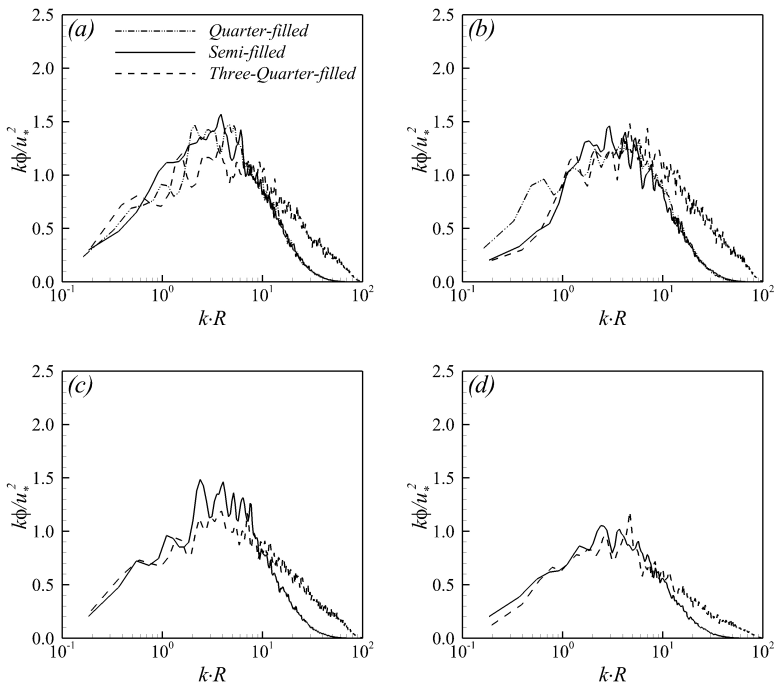 (a)
Quarter-filled
Semi-filled
Three-Quarter-filled
2.5
2.0
1.5
1.0
0.5
0.0
kϕ/u*²
10⁻¹ 10⁰ 10¹ 10²
k·R
(b)
2.5
2.0
1.5
1.0
0.5
0.0
kϕ/u*²
10⁻¹ 10⁰ 10¹ 10²
k·R
(c)
2.5
2.0
1.5
1.0
0.5
0.0
kϕ/u*²
10⁻¹ 10⁰ 10¹ 10²
k·R
(d)
2.5
2.0
1.5
1.0
0.5
0.0
kϕ/u*²
10⁻¹ 10⁰ 10¹ 10²
k·R